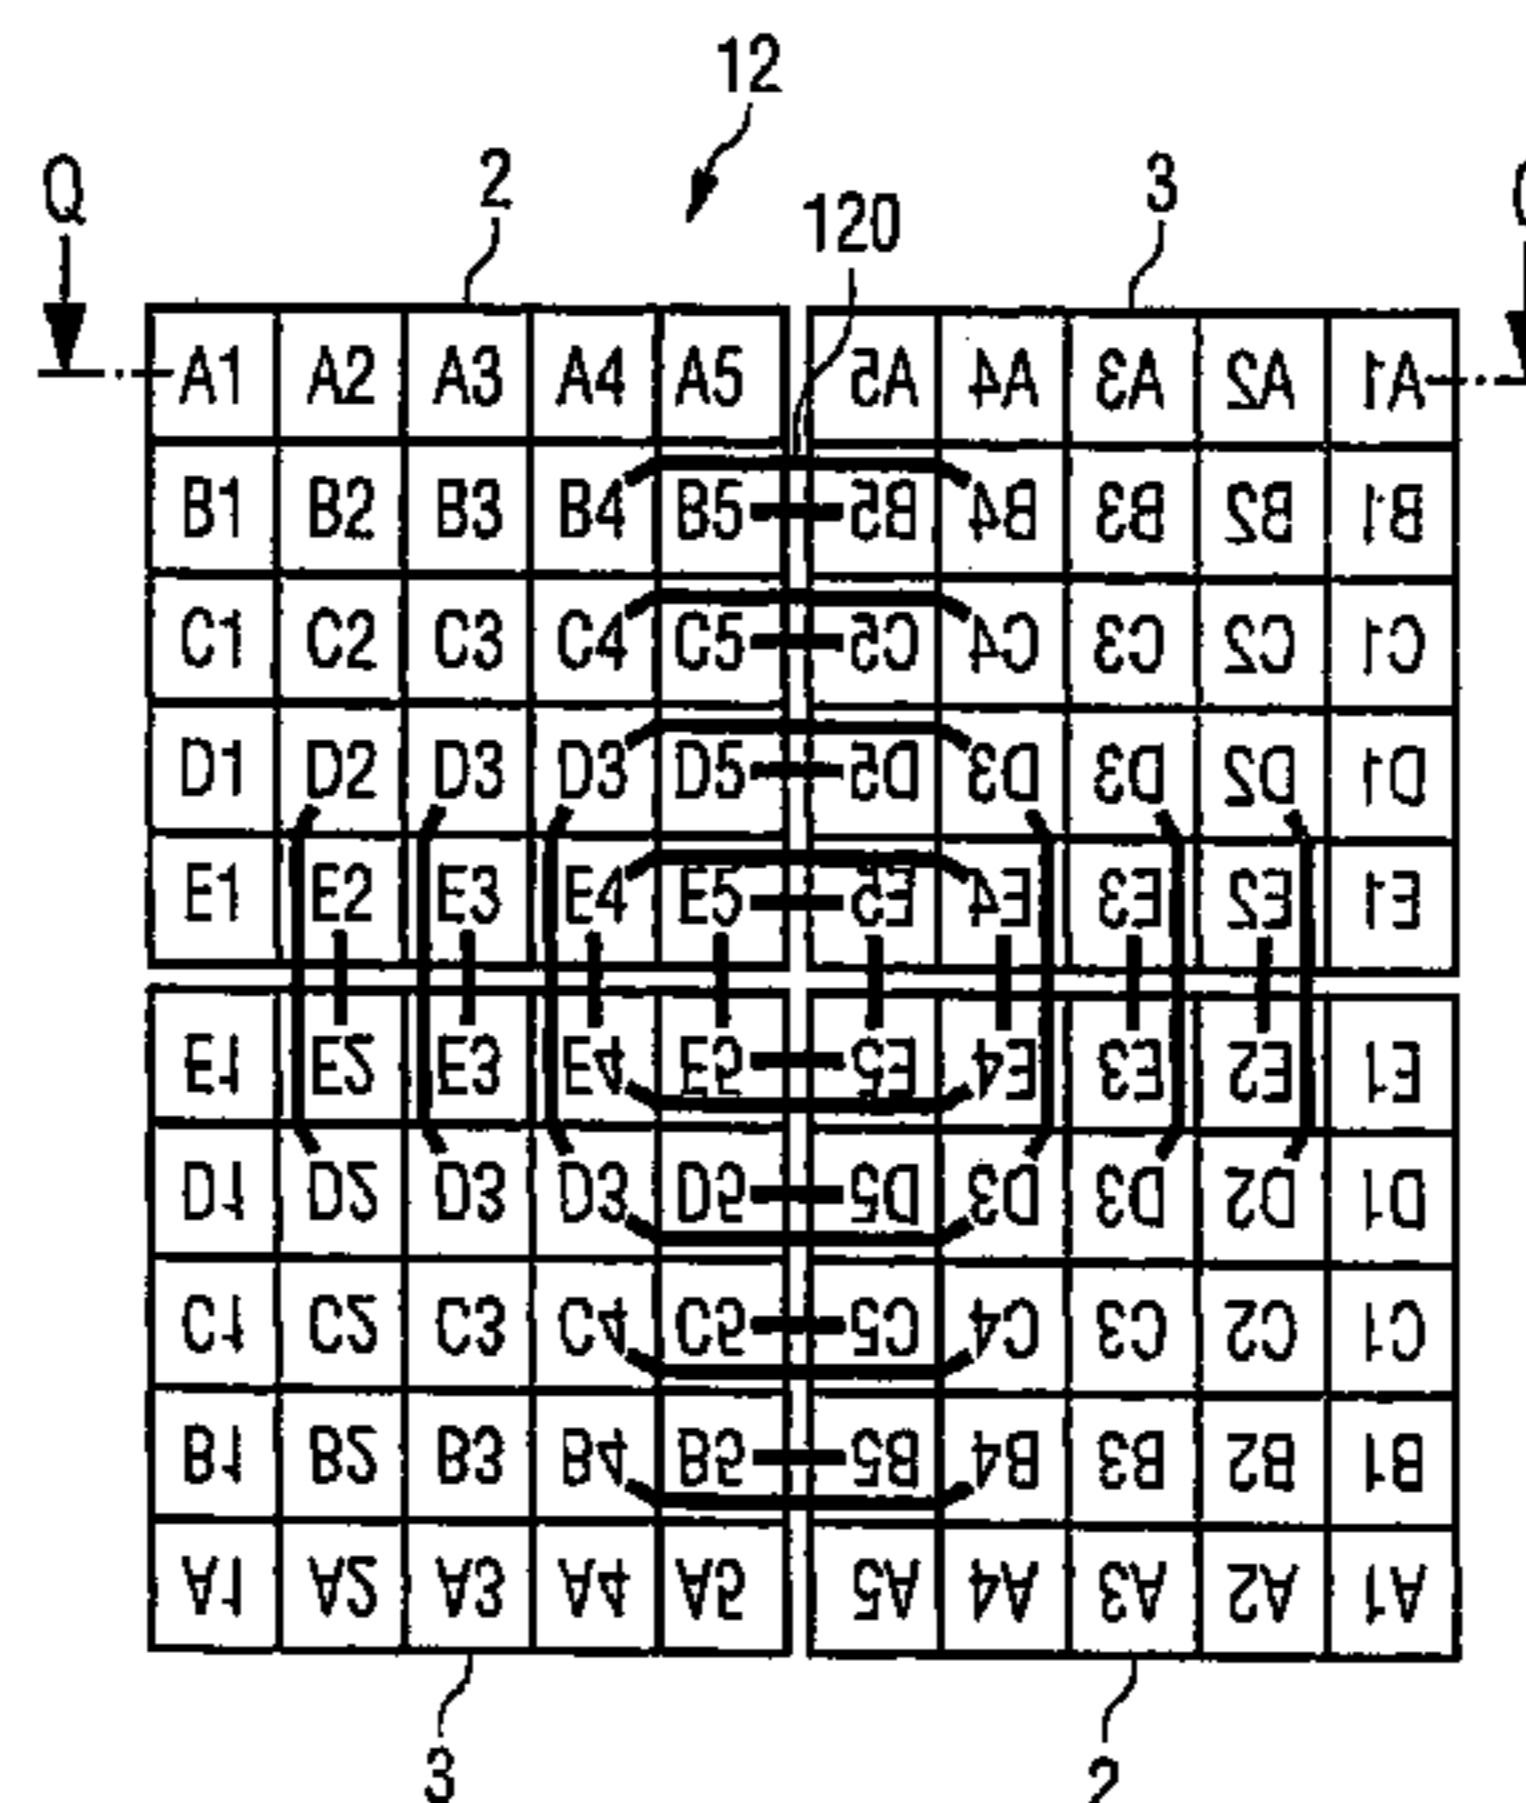 12
Q 2 3
120
A1 A2 A3 A4 A5 A5 A4 A3 A2 A1
B1 B2 B3 B4 B5 B5 B4 B3 B2 B1
C1 C2 C3 C4 C5 C5 C4 C3 C2 C1
D1 D2 D3 D3 D5 D5 D3 D3 D2 D1
E1 E2 E3 E4 E5 E5 E4 E3 E2 E1
E1 E2 E3 E4 E5 E5 E4 E3 E2 E1
D1 D2 D3 D3 D5 D5 D3 D3 D2 D1
C1 C2 C3 C4 C5 C5 C4 C3 C2 C1
B1 B2 B3 B4 B5 B5 B4 B3 B2 B1
A1 A2 A3 A4 A5 A5 A4 A3 A2 A1
3 2